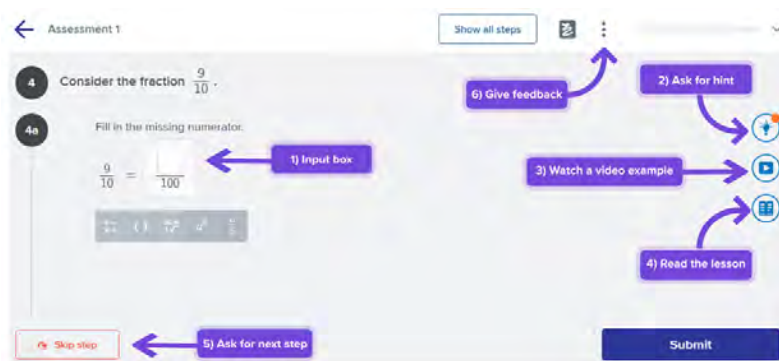 Assessment 1
Show all steps
4 Consider the fraction 9/10 .
6) Give feedback
2) Ask for hint
4a Fill in the missing numerator.
1) Input box
9/10 = /100
3) Watch a video example
4) Read the lesson
Skip step
5) Ask for next step
Submit